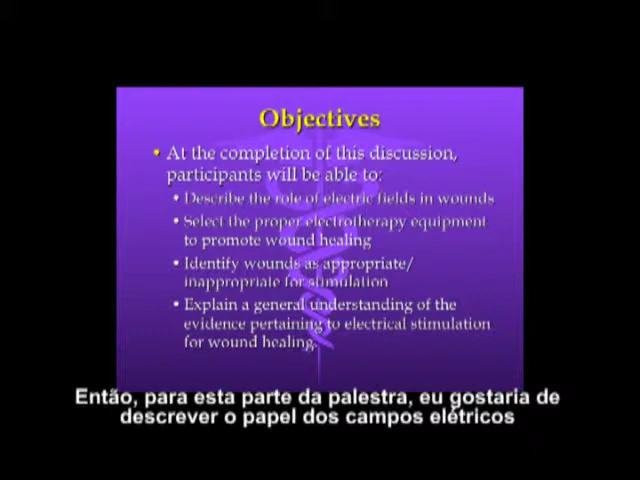 Objectives
• At the completion of this discussion,
participants will be able to:
• Describe the role of electric fields in wounds
• Select the proper electrotherapy equipment
to promote wound healing
• Identify wounds as appropriate/
inappropriate for stimulation
• Explain a general understanding of the
evidence pertaining to electrical stimulation
for wound healing.
Então, para esta parte da palestra, eu gostaria de
descrever o papel dos campos elétricos